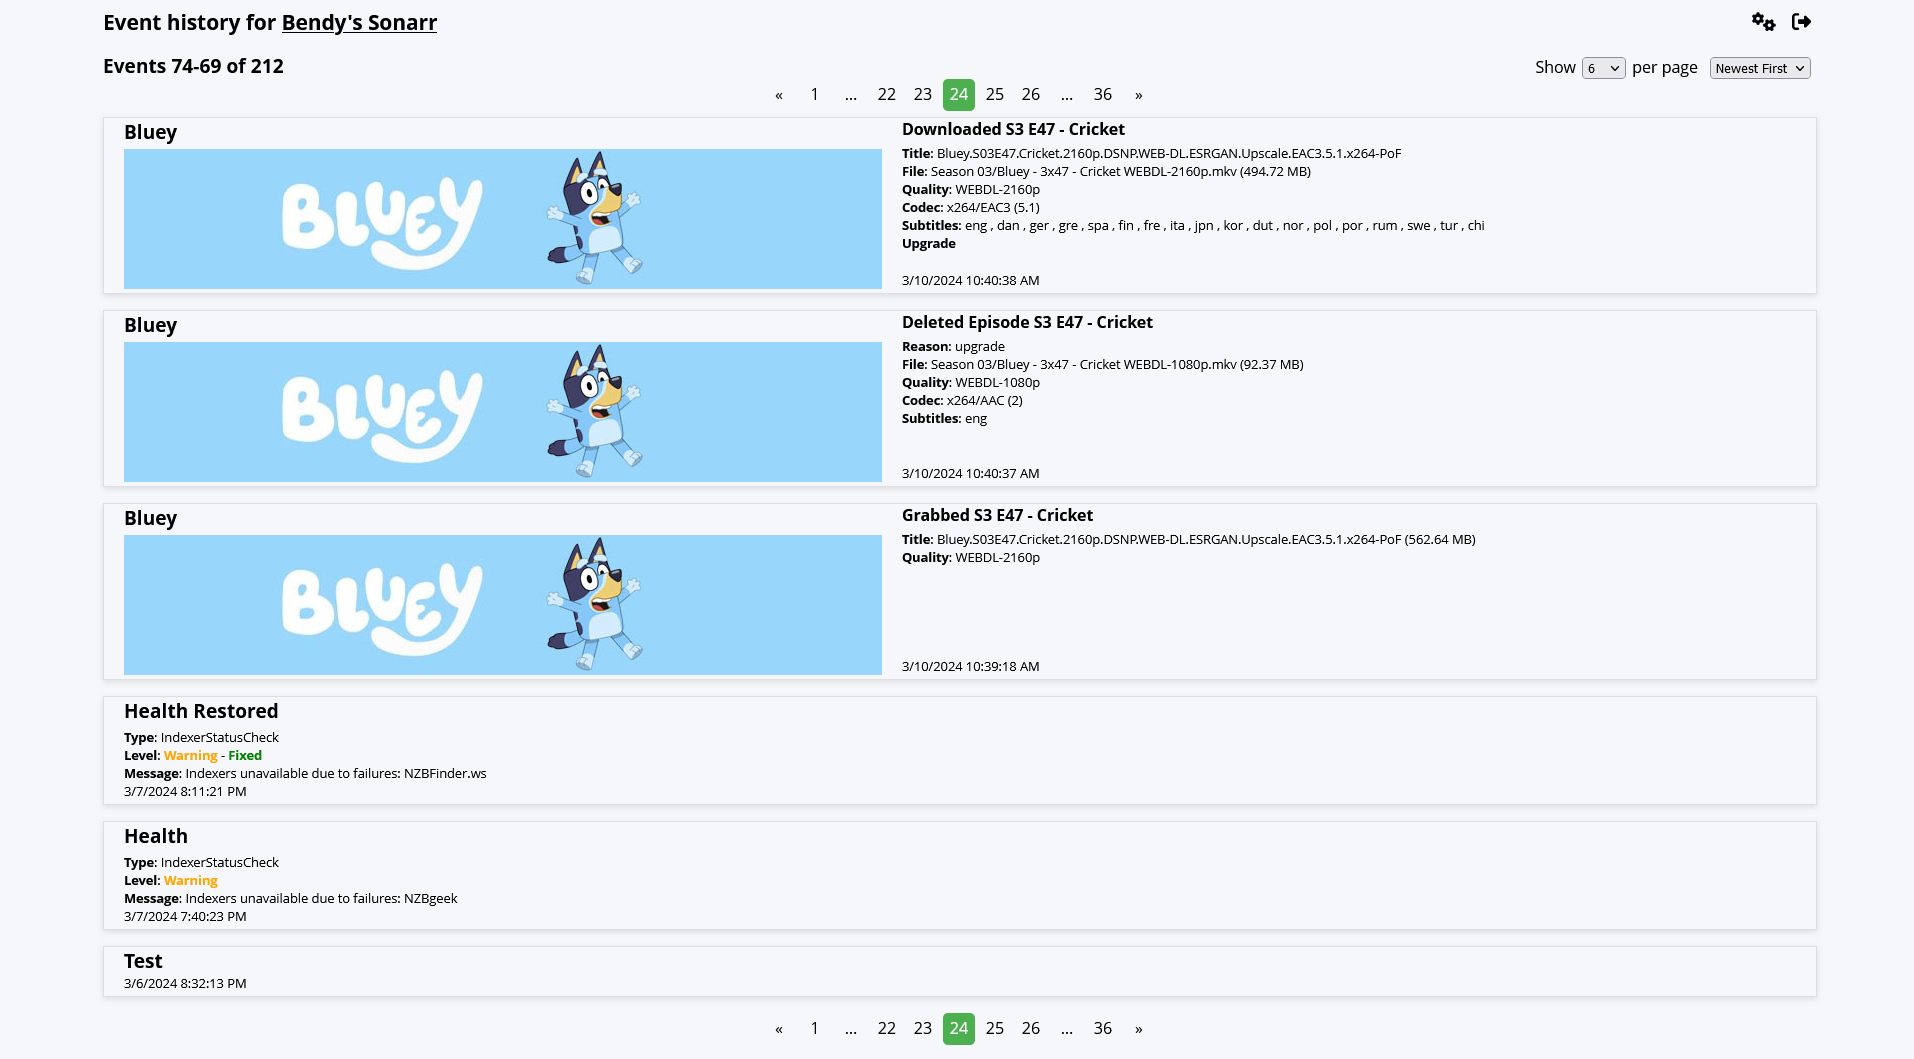 Event history for Bendy's Sonarr
Events 74-69 of 212
Show 6 per page Newest First
« 1 ... 22 23 24 25 26 ... 36 »
Bluey
BLUEY
Downloaded S3 E47 - Cricket
Title: Bluey.S03E47.Cricket.2160p.DSNP.WEB-DL.ESRGAN.Upscale.EAC3.5.1.x264-PoF
File: Season 03/Bluey - 3x47 - Cricket WEBDL-2160p.mkv (494.72 MB)
Quality: WEBDL-2160p
Codec: x264/EAC3 (5.1)
Subtitles: eng , dan , ger , gre , spa , fin , fre , ita , jpn , kor , dut , nor , pol , por , rum , swe , tur , chi
Upgrade
3/10/2024 10:40:38 AM
Bluey
BLUEY
Deleted Episode S3 E47 - Cricket
Reason: upgrade
File: Season 03/Bluey - 3x47 - Cricket WEBDL-1080p.mkv (92.37 MB)
Quality: WEBDL-1080p
Codec: x264/AAC (2)
Subtitles: eng
3/10/2024 10:40:37 AM
Bluey
BLUEY
Grabbed S3 E47 - Cricket
Title: Bluey.S03E47.Cricket.2160p.DSNP.WEB-DL.ESRGAN.Upscale.EAC3.5.1.x264-PoF (562.64 MB)
Quality: WEBDL-2160p
3/10/2024 10:39:18 AM
Health Restored
Type: IndexerStatusCheck
Level: Warning - Fixed
Message: Indexers unavailable due to failures: NZBFinder.ws
3/7/2024 8:11:21 PM
Health
Type: IndexerStatusCheck
Level: Warning
Message: Indexers unavailable due to failures: NZBgeek
3/7/2024 7:40:23 PM
Test
3/6/2024 8:32:13 PM
« 1 ... 22 23 24 25 26 ... 36 »